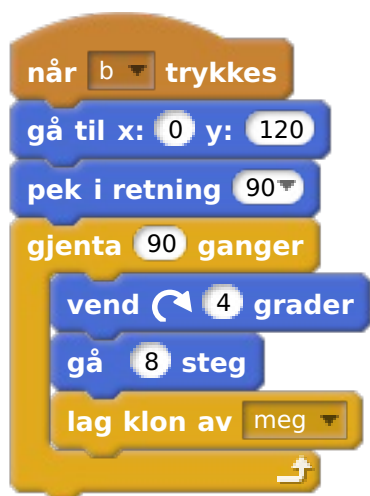 når b trykkes
gå til x: 0 y: 120
pek i retning 90
gjenta 90 ganger
vend 4 grader
gå 8 steg
lag klon av meg